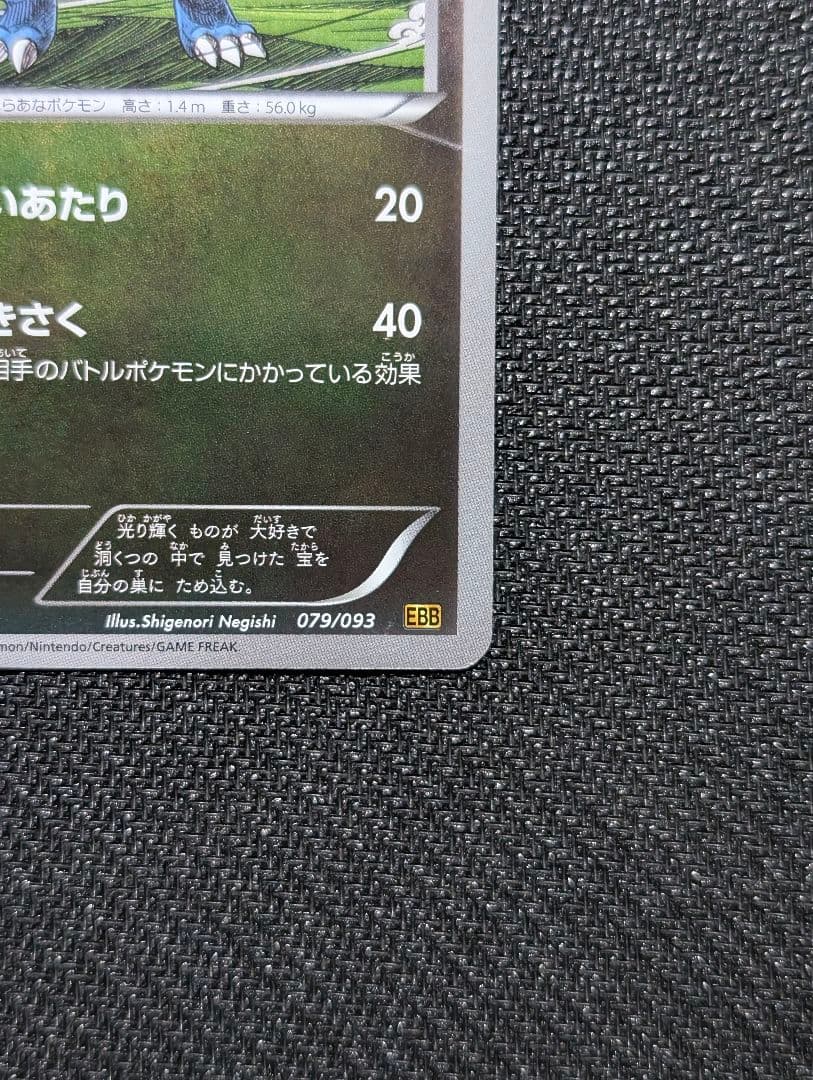 らあなポケモン 高さ:1.4 m 重さ:56.0 kg
いあたり 20
きさく 40
相手のバトルポケモンにかかっている効果
光り輝く ものが 大好きで
洞くつの 中で 見つけた 宝を
自分の巣に ため込む。
Illus.Shigenori Negishi 079/093 EBB
mon/Nintendo/Creatures/GAME FREAK.